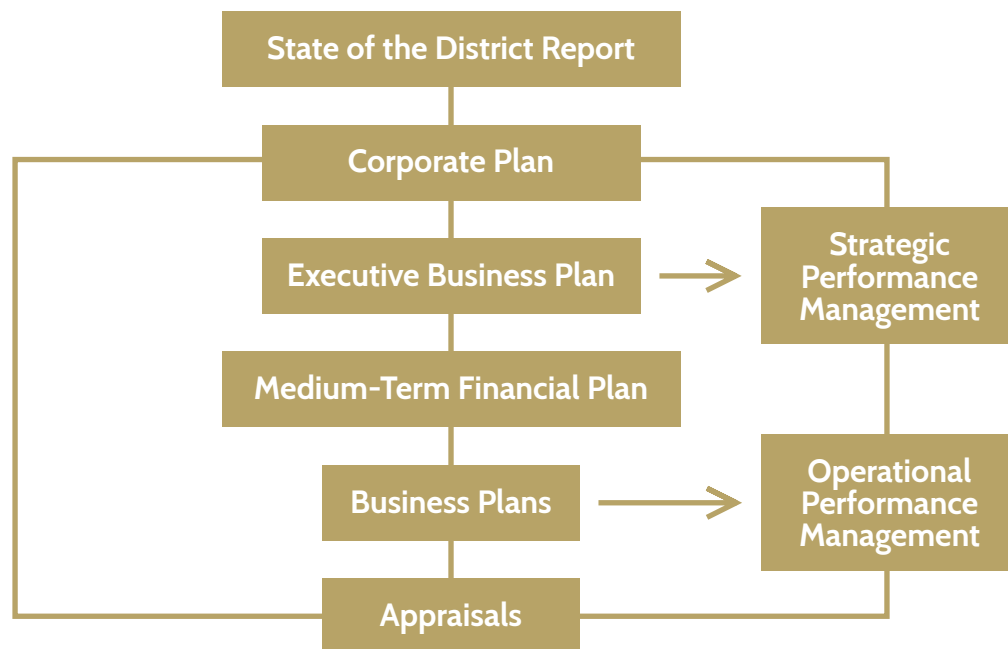 State of the District Report
Corporate Plan
Executive Business Plan
Strategic
Performance
Management
Medium-Term Financial Plan
Business Plans
Operational
Performance
Management
Appraisals